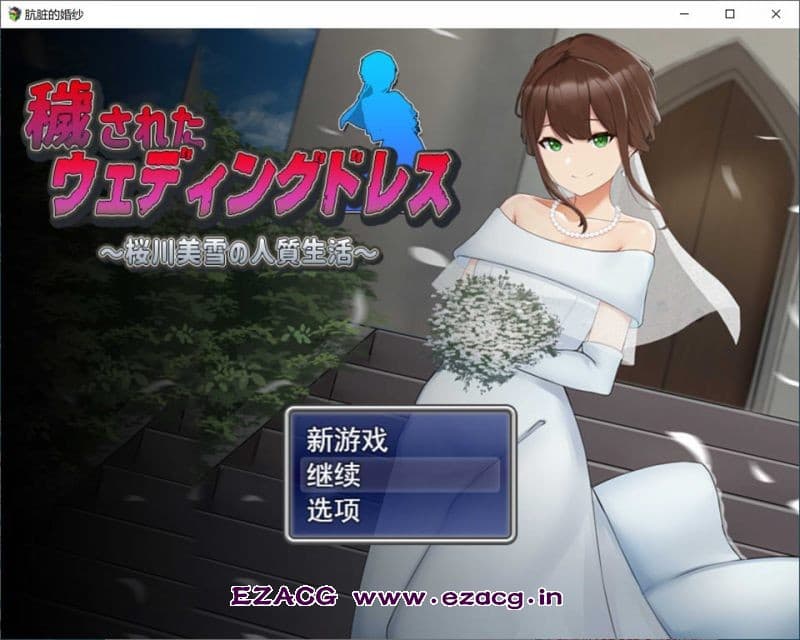 肮脏的婚纱
穢された
ウェディングドレス
～桜川美雪の人質生活～
新游戏
继续
选项
EZACG www.ezacg.in